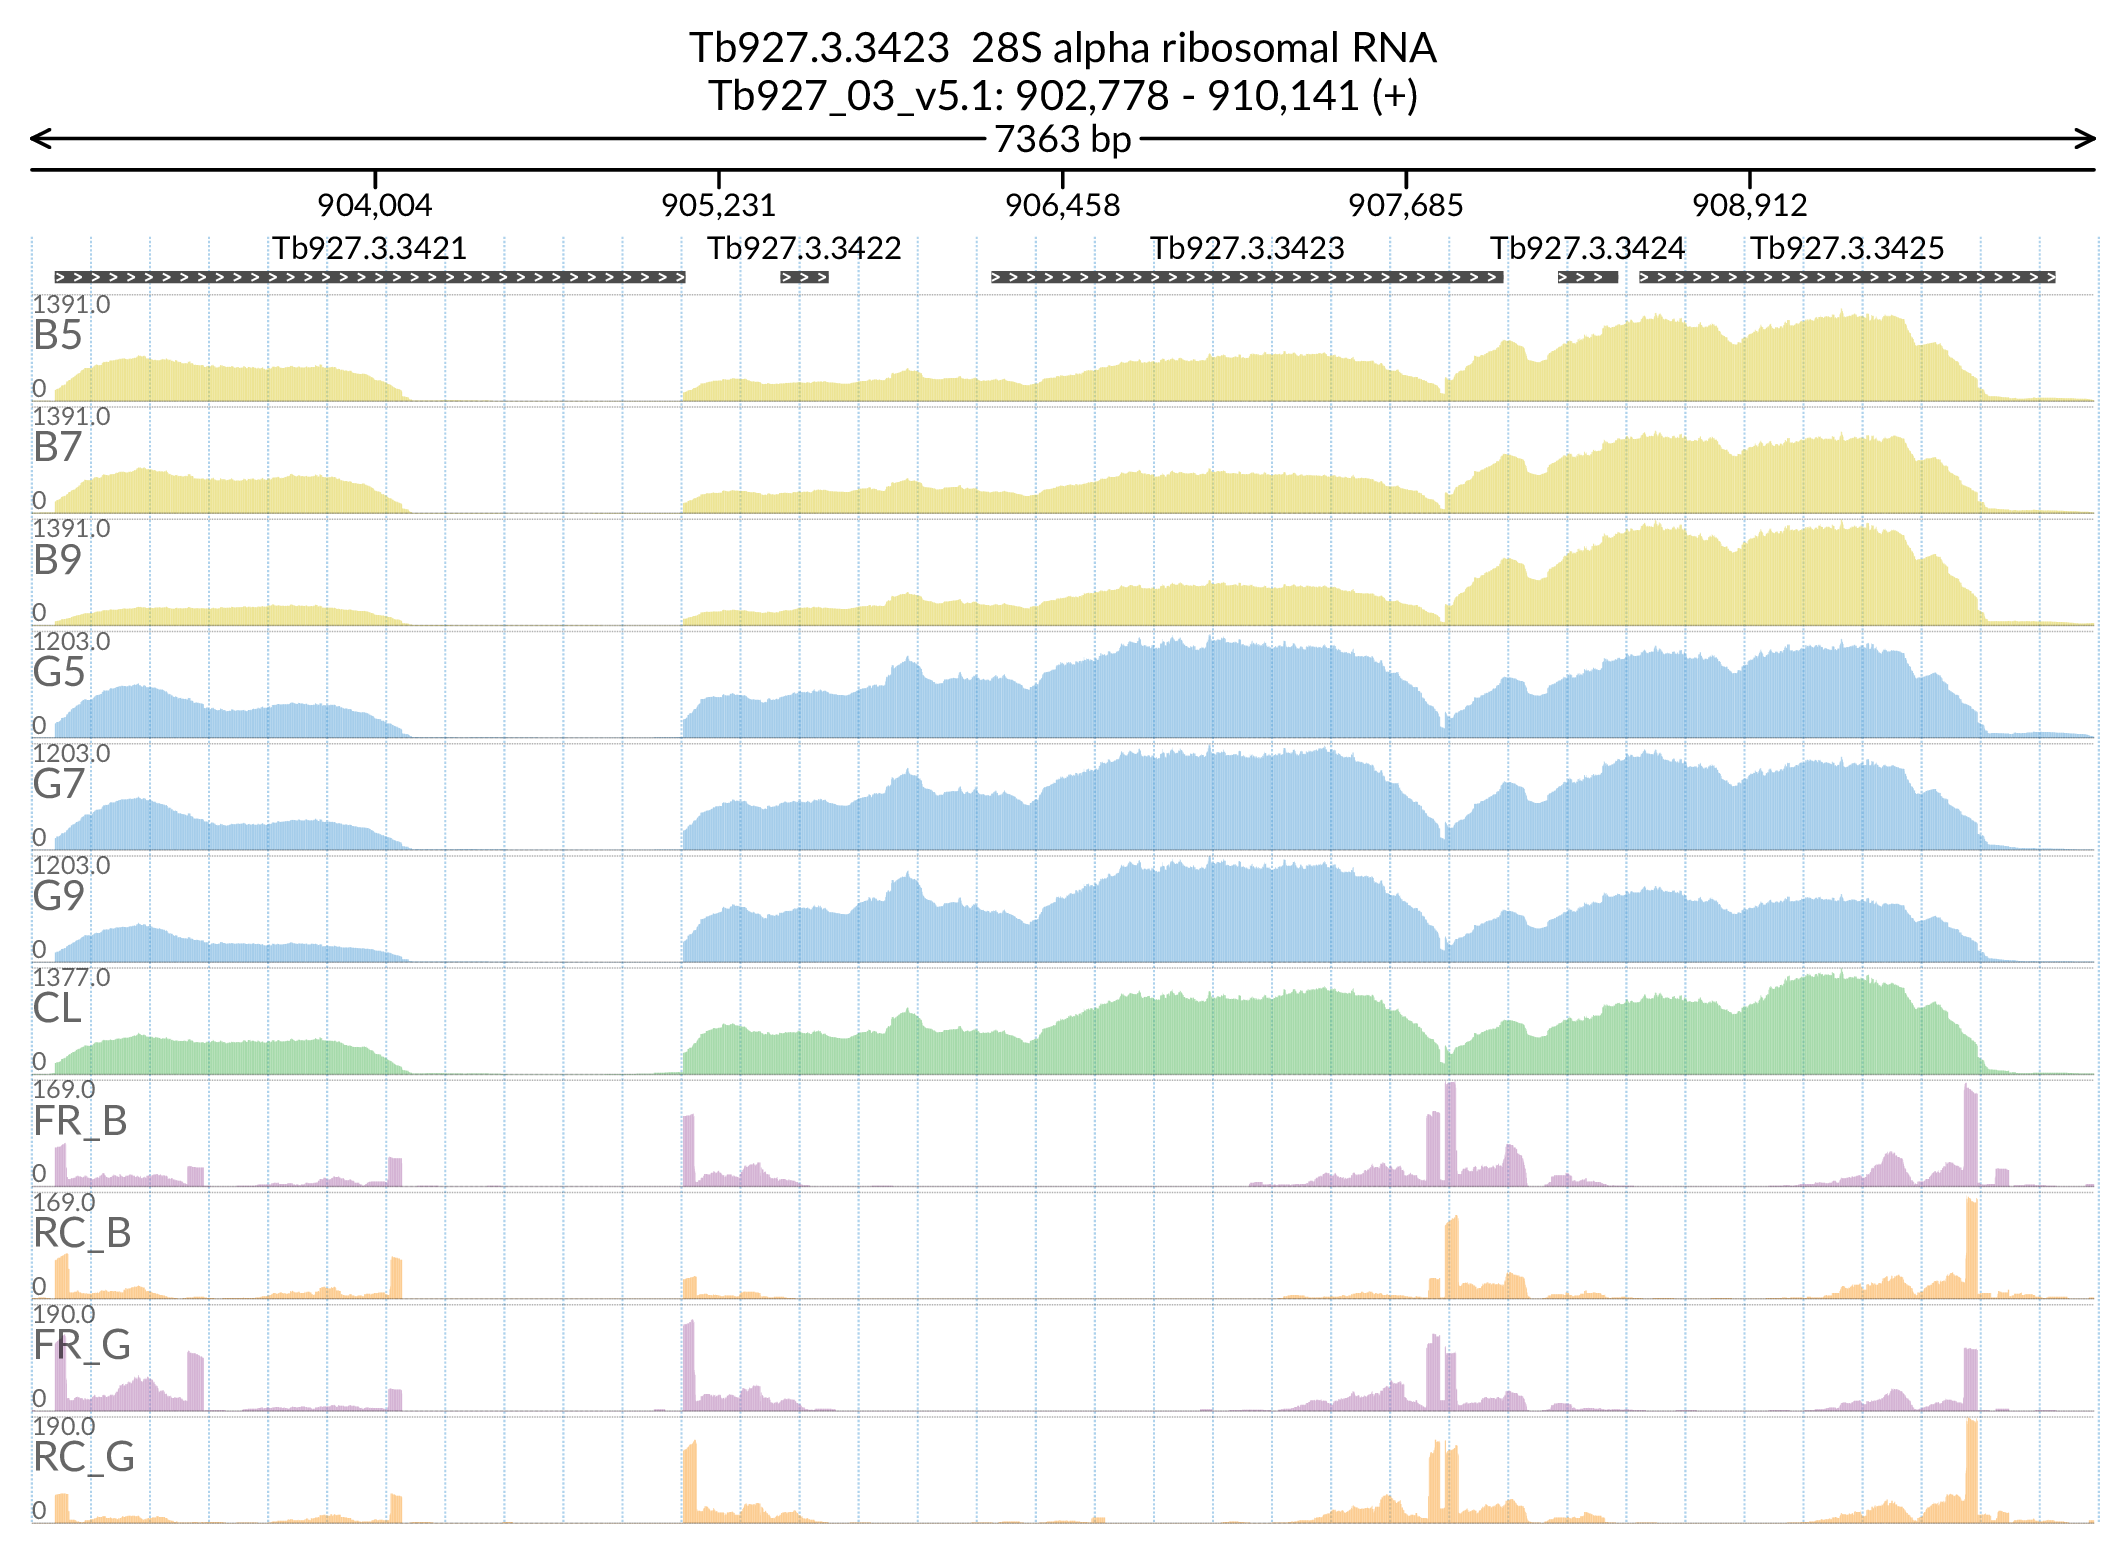 Tb927.3.3423  28S alpha ribosomal RNA
Tb927_03_v5.1: 902,778 - 910,141 (+)
7363 bp
904,004 905,231 906,458 907,685 908,912
Tb927.3.3421 Tb927.3.3422 Tb927.3.3423 Tb927.3.3424 Tb927.3.3425
1391.0
B5
0
1391.0
B7
0
1391.0
B9
0
1203.0
G5
0
1203.0
G7
0
1203.0
G9
0
1377.0
CL
0
169.0
FR_B
0
169.0
RC_B
0
190.0
FR_G
0
190.0
RC_G
0